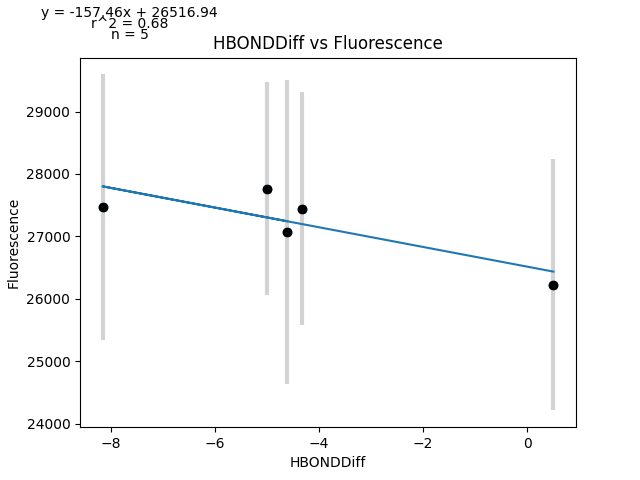 y = -157.46x + 26516.94
r^2 = 0.68
n = 5
HBONDDiff vs Fluorescence
Fluorescence
29000
28000
27000
26000
25000
24000
−8
−6
−4
−2
0
HBONDDiff